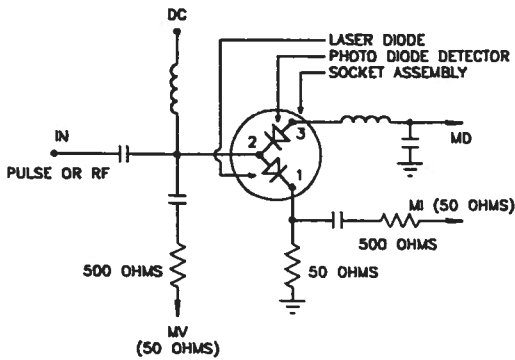 DC
LASER DIODE
PHOTO DIODE DETECTOR
SOCKET ASSEMBLY
IN
PULSE OR RF
2
3
1
MD
MI (50 OHMS)
500 OHMS
500 OHMS
50 OHMS
MV
(50 OHMS)